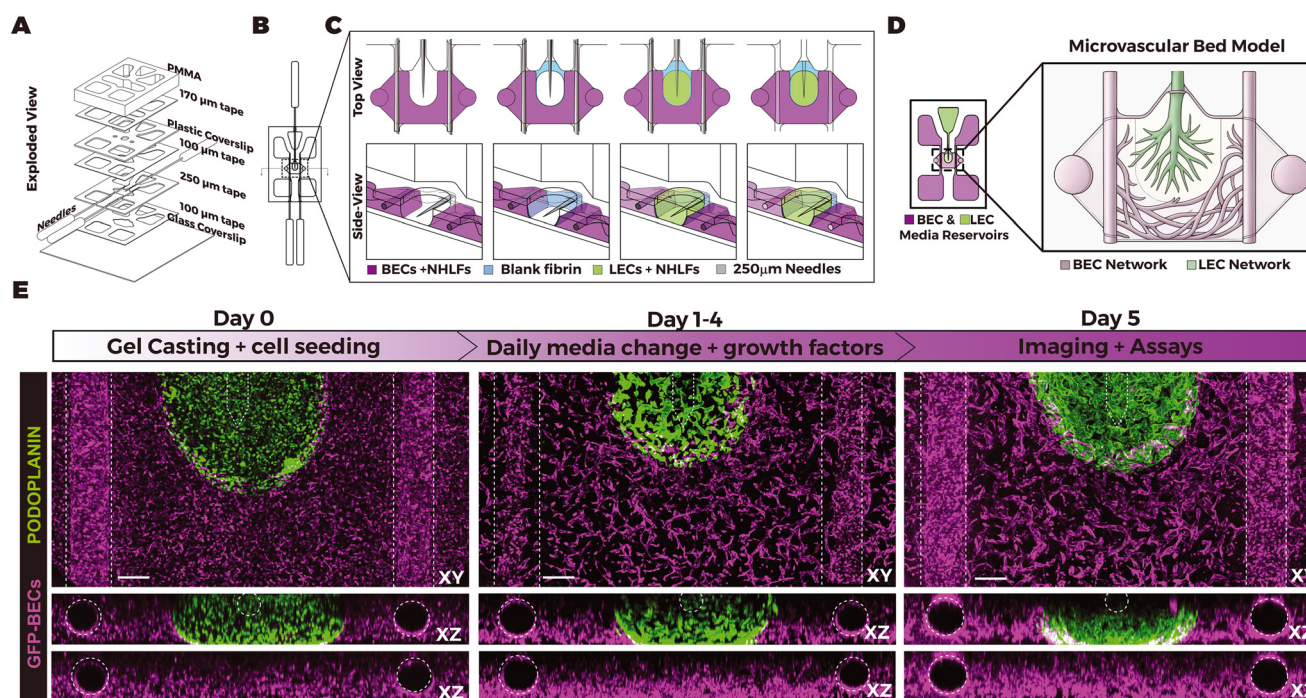 A
B
C
D
Exploded View
PMMA
170 µm tape
Plastic Coverslip
100 µm tape
250 µm tape
100 µm tape
Glass Coverslip
Needles
Top View
Side-View
BECs +NHLFs
Blank fibrin
LECs + NHLFs
250µm Needles
BEC & LEC
Media Reservoirs
Microvascular Bed Model
BEC Network
LEC Network
E
Day 0
Day 1-4
Day 5
Gel Casting + cell seeding
Daily media change + growth factors
Imaging + Assays
GFP-BECs PODOPLANIN
XY
XY
XY
XZ
XZ
XZ
XZ
XZ
XZ